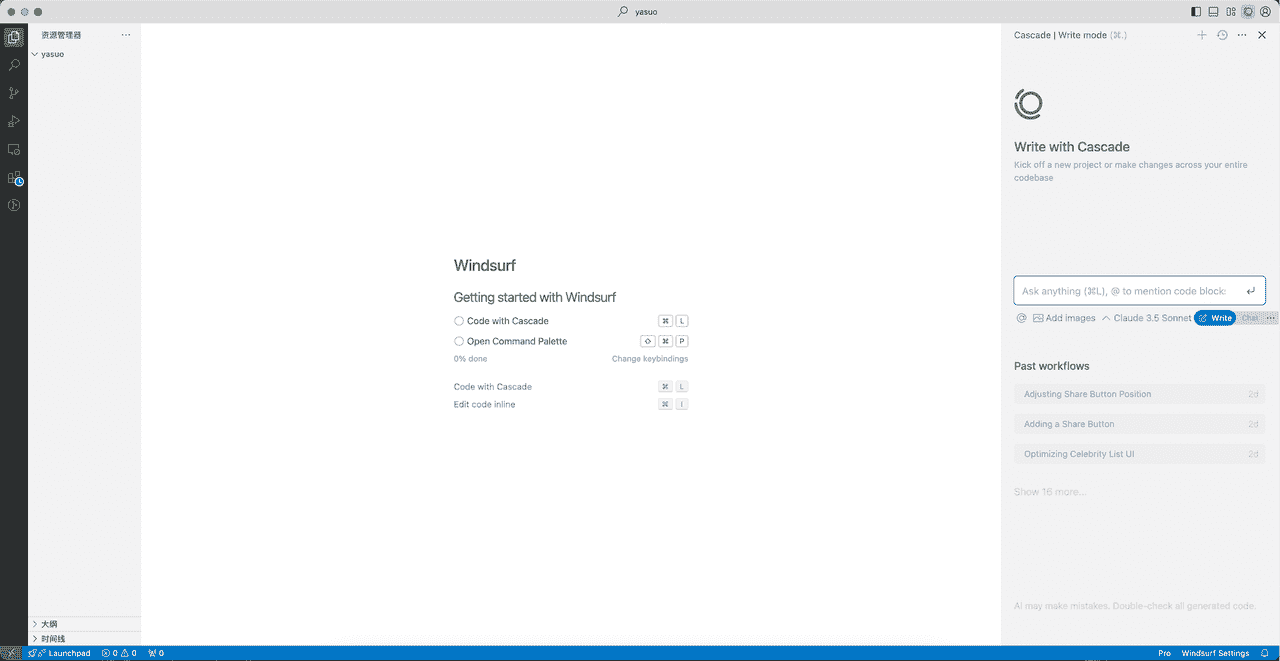 yasuo
资源管理器
yasuo
大纲
时间线
Windsurf
Getting started with Windsurf
Code with Cascade ⌘ L
Open Command Palette ⇧ ⌘ P
0% done Change keybindings
Code with Cascade ⌘ L
Edit code inline ⌘ I
Cascade | Write mode (⌘.)
Write with Cascade
Kick off a new project or make changes across your entire
codebase
Ask anything (⌘L), @ to mention code blocks
Add images Claude 3.5 Sonnet Write Chat
Past workflows
Adjusting Share Button Position 2d
Adding a Share Button 2d
Optimizing Celebrity List UI 2d
Show 16 more...
AI may make mistakes. Double-check all generated code.
Launchpad 0 0 0 Pro Windsurf Settings